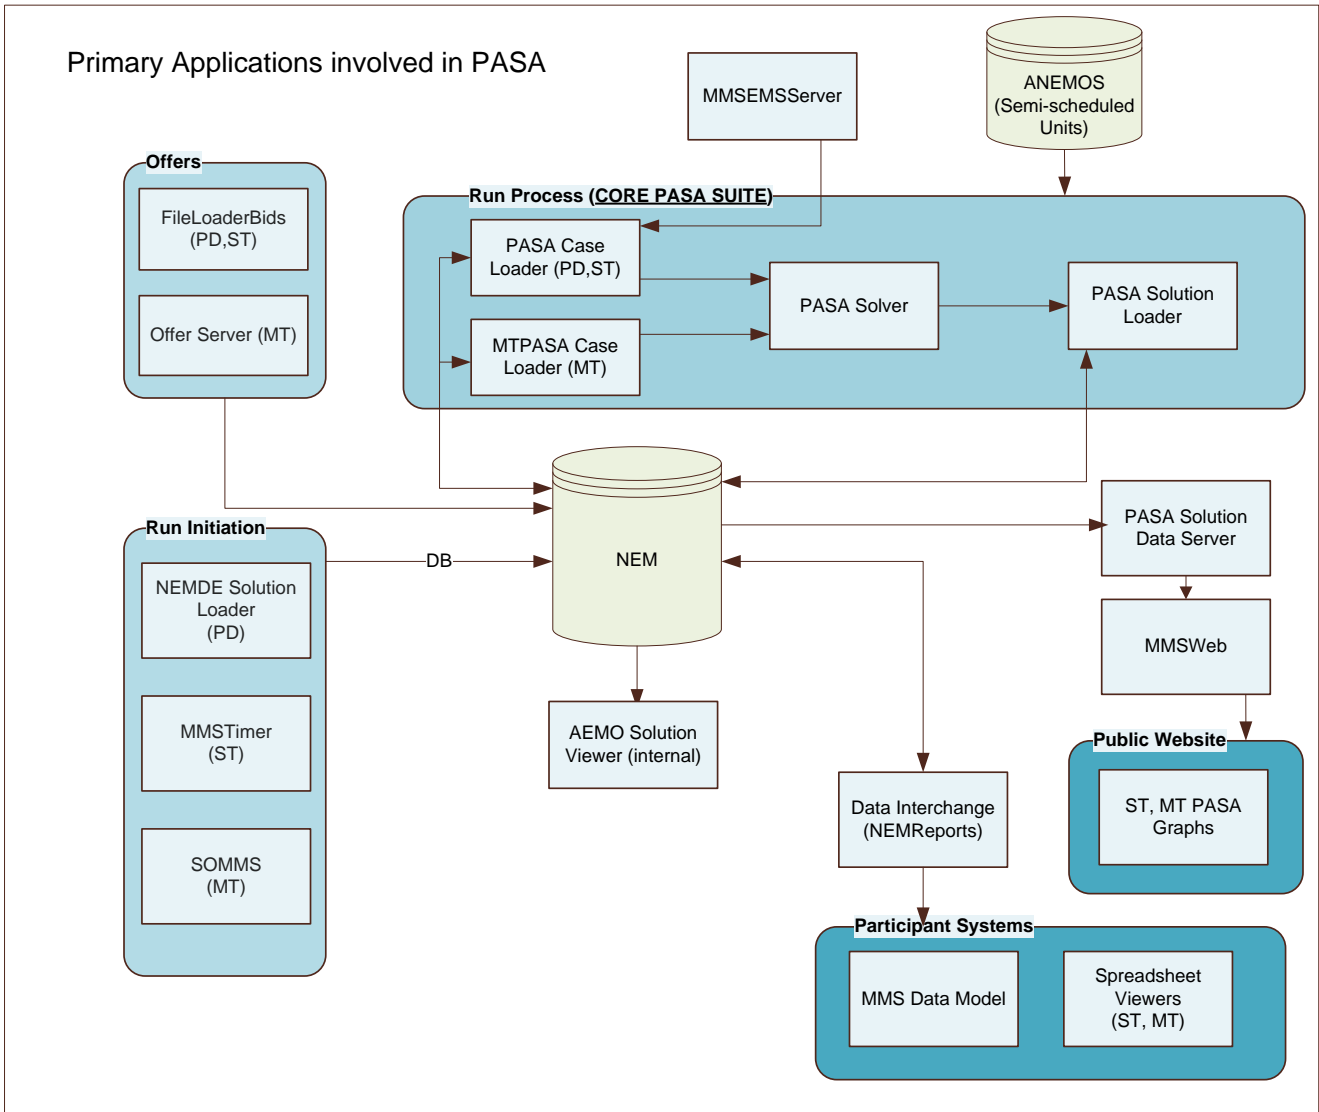 Primary Applications involved in PASA
MMSEMSServer
ANEMOS
(Semi-scheduled
Units)
Offers
FileLoaderBids
(PD,ST)
Offer Server (MT)
Run Process (CORE PASA SUITE)
PASA Case
Loader (PD,ST)
MTPASA Case
Loader (MT)
PASA Solver
PASA Solution
Loader
Run Initiation
NEMDE Solution
Loader
(PD)
MMSTimer
(ST)
SOMMS
(MT)
DB
NEM
AEMO Solution
Viewer (internal)
PASA Solution
Data Server
MMSWeb
Public Website
ST, MT PASA
Graphs
Data Interchange
(NEMReports)
Participant Systems
MMS Data Model
Spreadsheet
Viewers
(ST, MT)